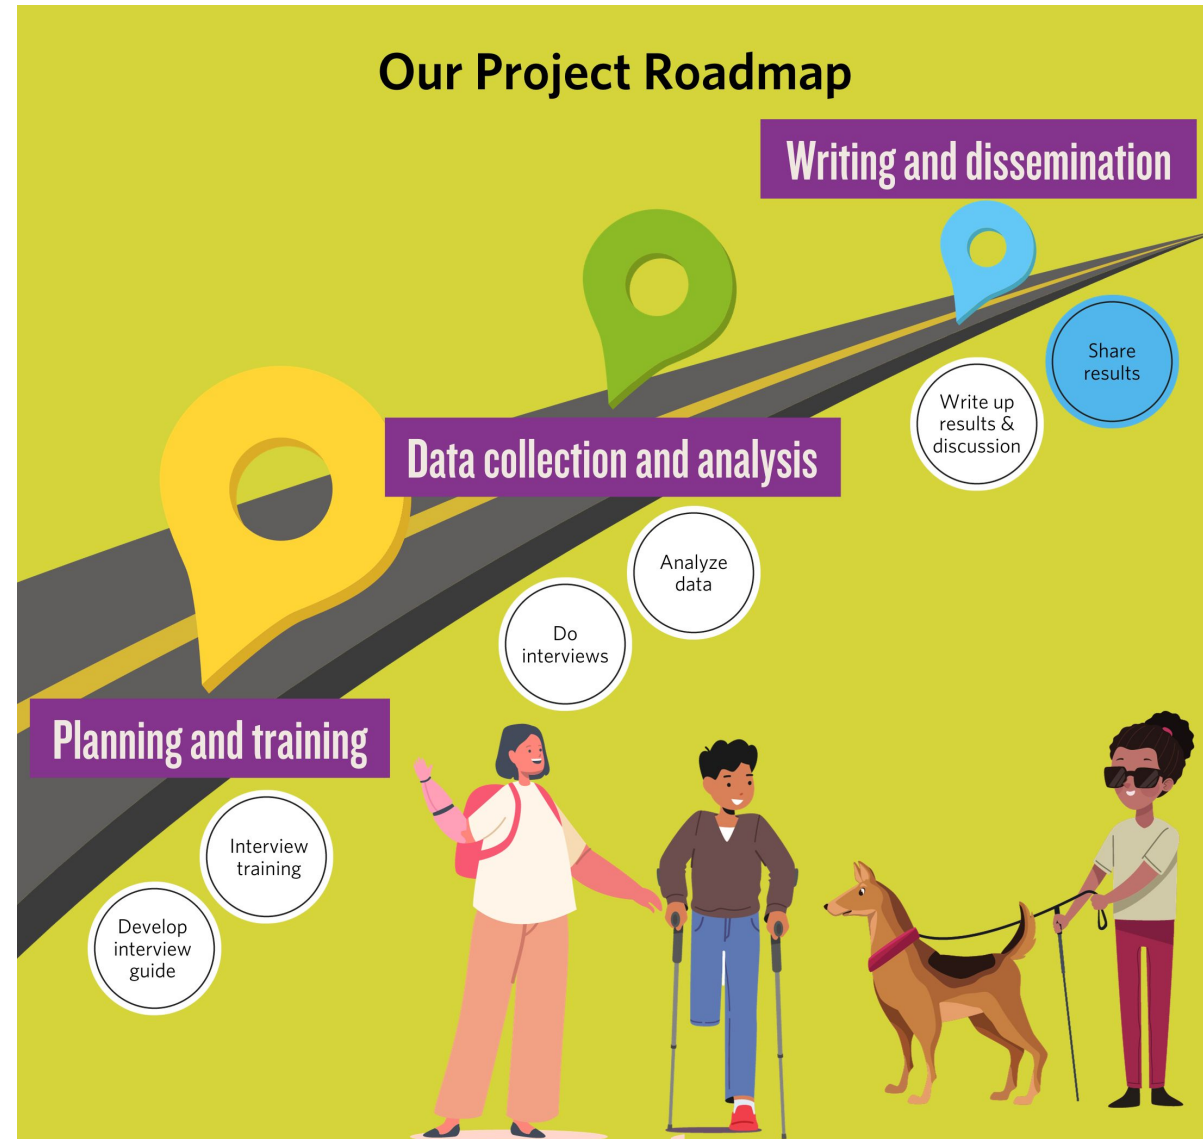 Our Project Roadmap
Writing and dissemination
Share
results
Write up
results &
discussion
Data collection and analysis
Analyze
data
Do
interviews
Planning and training
Interview
training
Develop
interview
guide